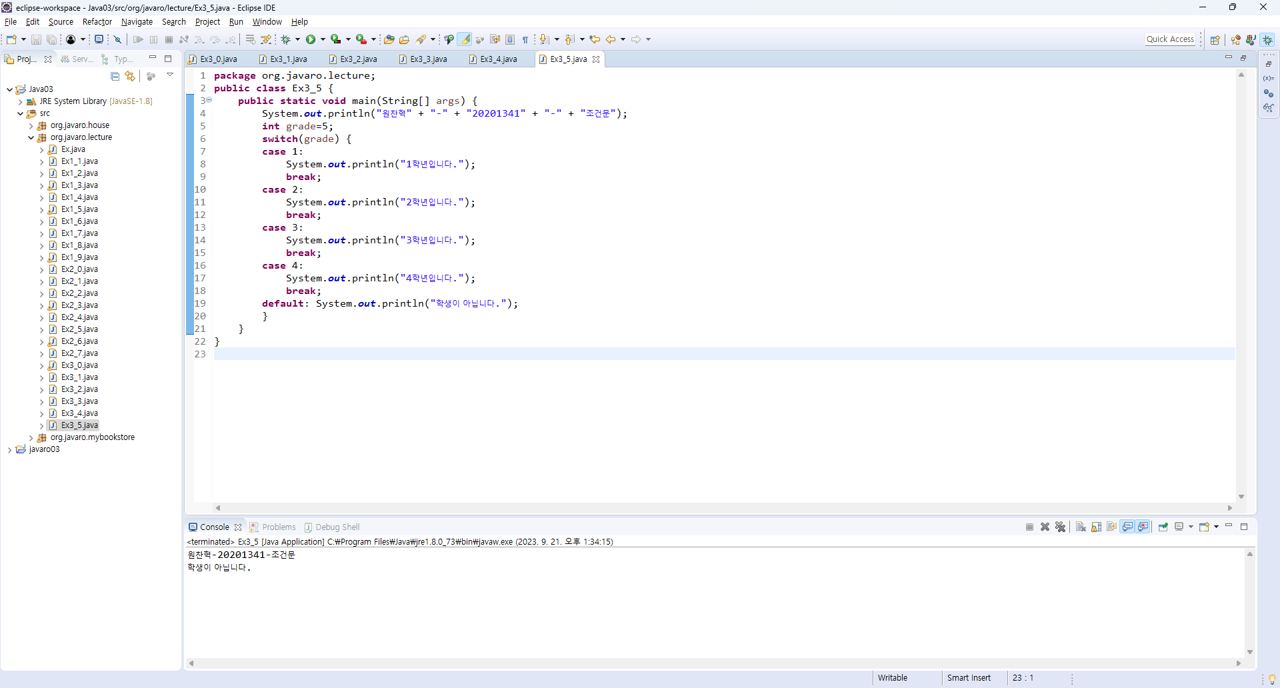 eclipse-workspace - Java03/src/org/javaro/lecture/Ex3_5.java - Eclipse IDE
File Edit Source Refactor Navigate Search Project Run Window Help
Quick Access
Proj... Serv... Typ...
Ex3_0.java Ex3_1.java Ex3_2.java Ex3_3.java Ex3_4.java Ex3_5.java
Java03
JRE System Library [JavaSE-1.8]
src
org.javaro.house
org.javaro.lecture
Ex.java
Ex1_1.java
Ex1_2.java
Ex1_3.java
Ex1_4.java
Ex1_5.java
Ex1_6.java
Ex1_7.java
Ex1_8.java
Ex1_9.java
Ex2_0.java
Ex2_1.java
Ex2_2.java
Ex2_3.java
Ex2_4.java
Ex2_5.java
Ex2_6.java
Ex2_7.java
Ex3_0.java
Ex3_1.java
Ex3_2.java
Ex3_3.java
Ex3_4.java
Ex3_5.java
org.javaro.mybookstore
javaro03
1 package org.javaro.lecture;
2 public class Ex3_5 {
3 public static void main(String[] args) {
4 System.out.println("원찬혁" + "-" + "20201341" + "-" + "조건문");
5 int grade=5;
6 switch(grade) {
7 case 1:
8 System.out.println("1학년입니다.");
9 break;
10 case 2:
11 System.out.println("2학년입니다.");
12 break;
13 case 3:
14 System.out.println("3학년입니다.");
15 break;
16 case 4:
17 System.out.println("4학년입니다.");
18 break;
19 default: System.out.println("학생이 아닙니다.");
20 }
21 }
22 }
23
Console Problems Debug Shell
<terminated> Ex3_5 [Java Application] C:₩Program Files₩Java₩jre1.8.0_73₩bin₩javaw.exe (2023. 9. 21. 오후 1:34:15)
원찬혁-20201341-조건문
학생이 아닙니다.
Writable Smart Insert 23 : 1